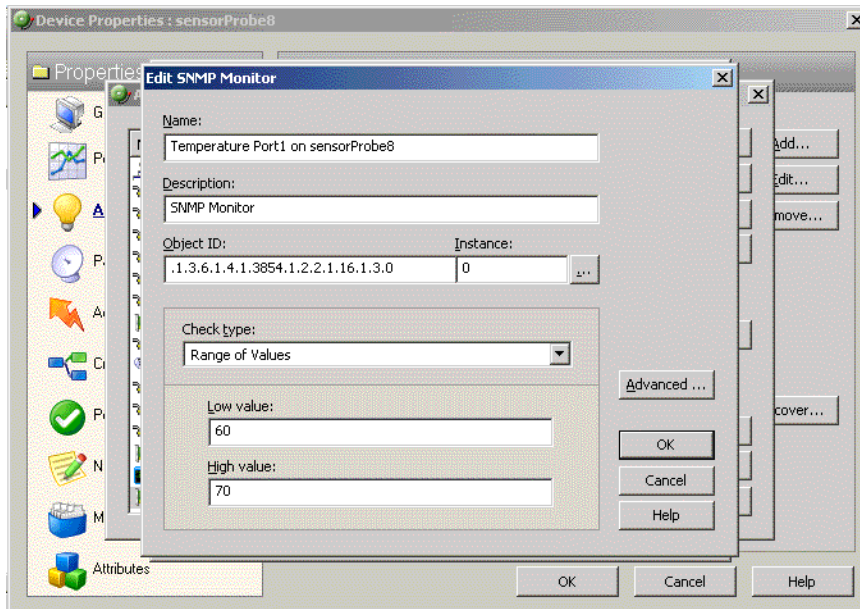 Device Properties : sensorProbe8
Properties
Edit SNMP Monitor
Name:
Temperature Port1 on sensorProbe8
Description:
SNMP Monitor
Object ID: Instance:
.1.3.6.1.4.1.3854.1.2.2.1.16.1.3.0 0 ...
Check type:
Range of Values
Low value:
60
High value:
70
Advanced ...
OK
Cancel
Help
Attributes
OK Cancel Help